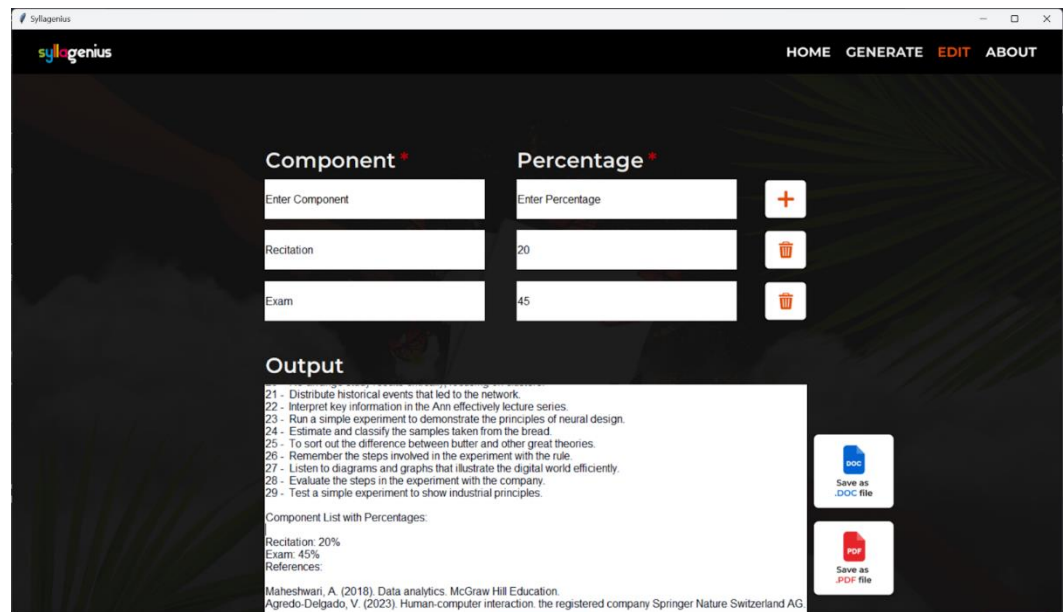 Syllagenius
syllagenius
HOME GENERATE EDIT ABOUT
Component * Percentage *
Enter Component Enter Percentage
Recitation 20
Exam 45
Output
21 - Distribute historical events that led to the network.
22 - Interpret key information in the Ann effectively lecture series.
23 - Run a simple experiment to demonstrate the principles of neural design.
24 - Estimate and classify the samples taken from the bread.
25 - To sort out the difference between butter and other great theories.
26 - Remember the steps involved in the experiment with the rule.
27 - Listen to diagrams and graphs that illustrate the digital world efficiently.
28 - Evaluate the steps in the experiment with the company.
29 - Test a simple experiment to show industrial principles.
Component List with Percentages:
Recitation: 20%
Exam: 45%
References:
Maheshwari, A. (2018). Data analytics. McGraw Hill Education.
Agredo-Delgado, V. (2023). Human-computer interaction. the registered company Springer Nature Switzerland AG.
DOC
Save as
.DOC file
PDF
Save as
.PDF file